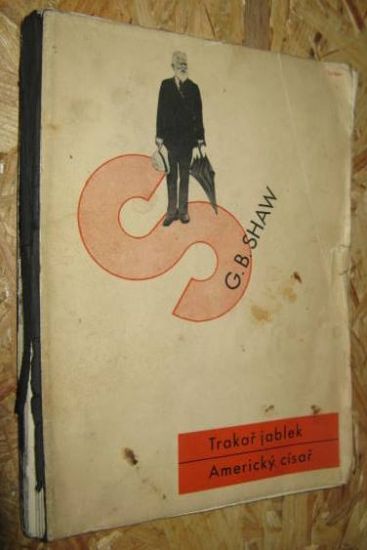 S
G. B. SHAW
Trakař jablek
Americký císař